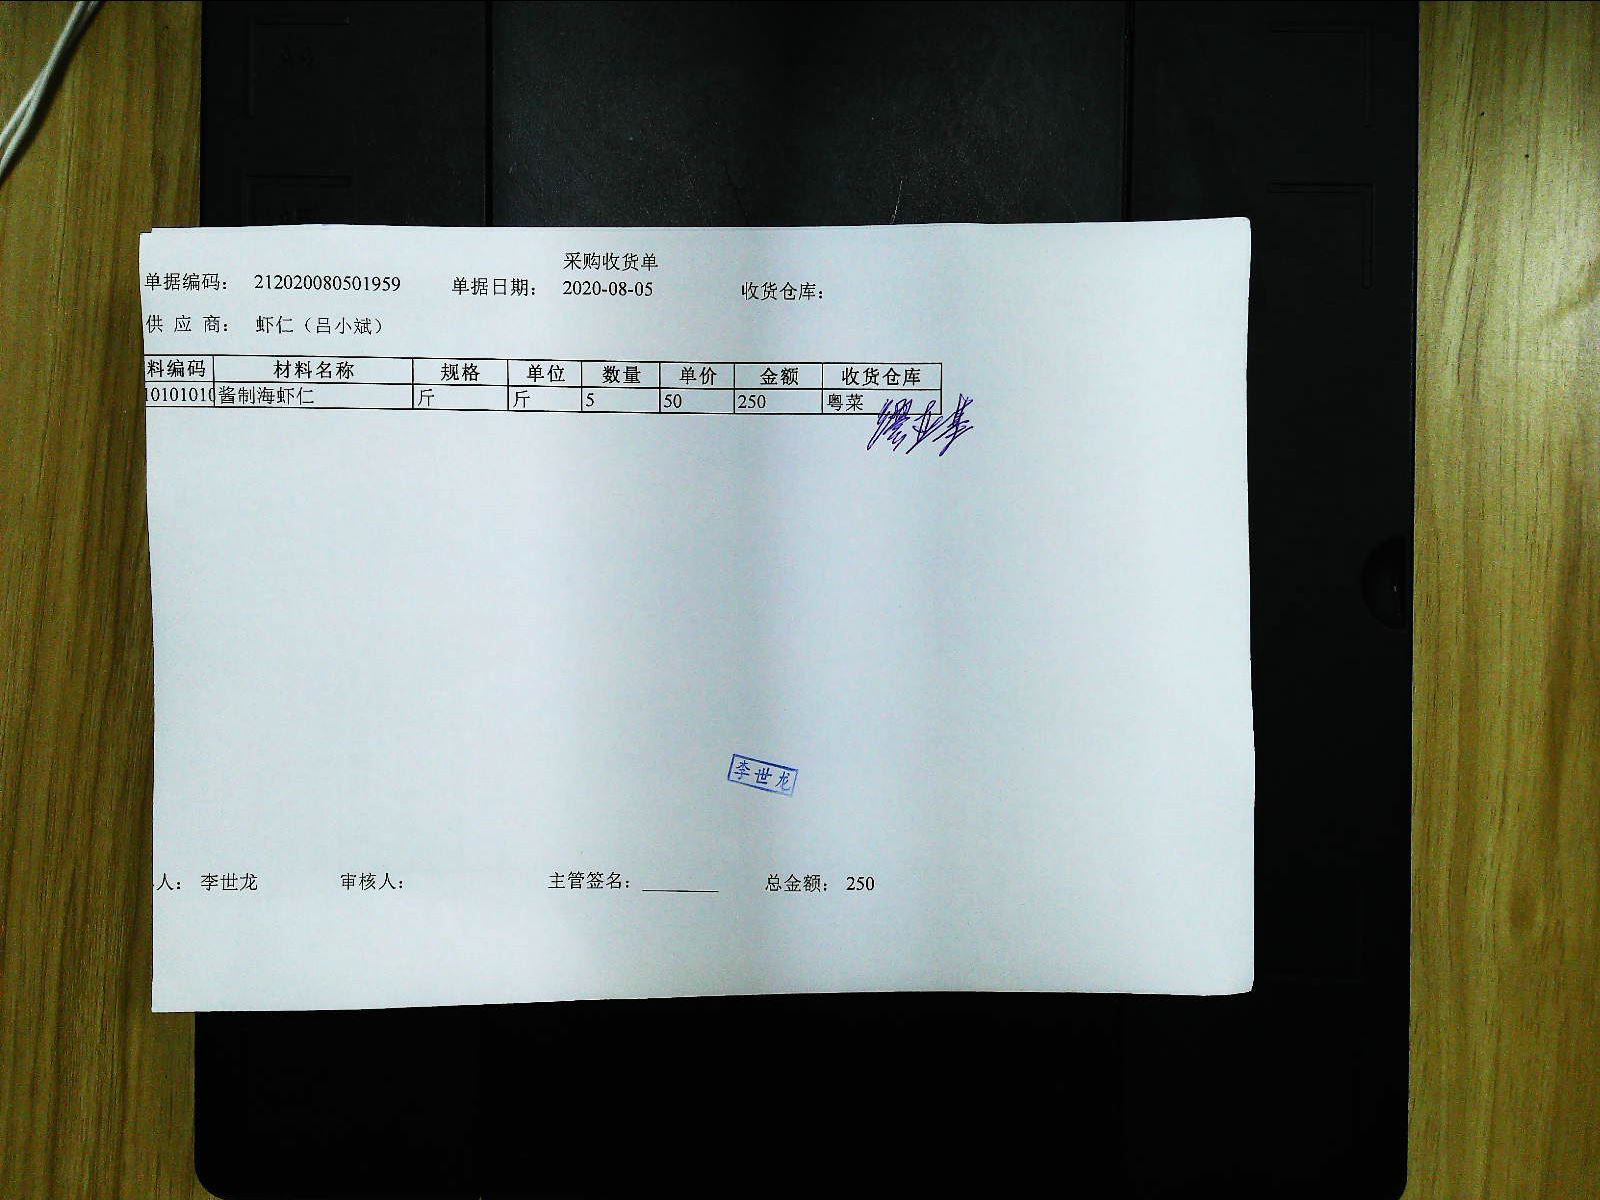 采购收货单
单据编码： 212020080501959 单据日期： 2020-08-05 收货仓库：
供 应 商： 虾仁（吕小斌）
料编码 材料名称 规格 单位 数量 单价 金额 收货仓库
10101010 酱制海虾仁 斤 斤 5 50 250 粤菜
李世龙
人： 李世龙 审核人： 主管签名：________ 总金额： 250